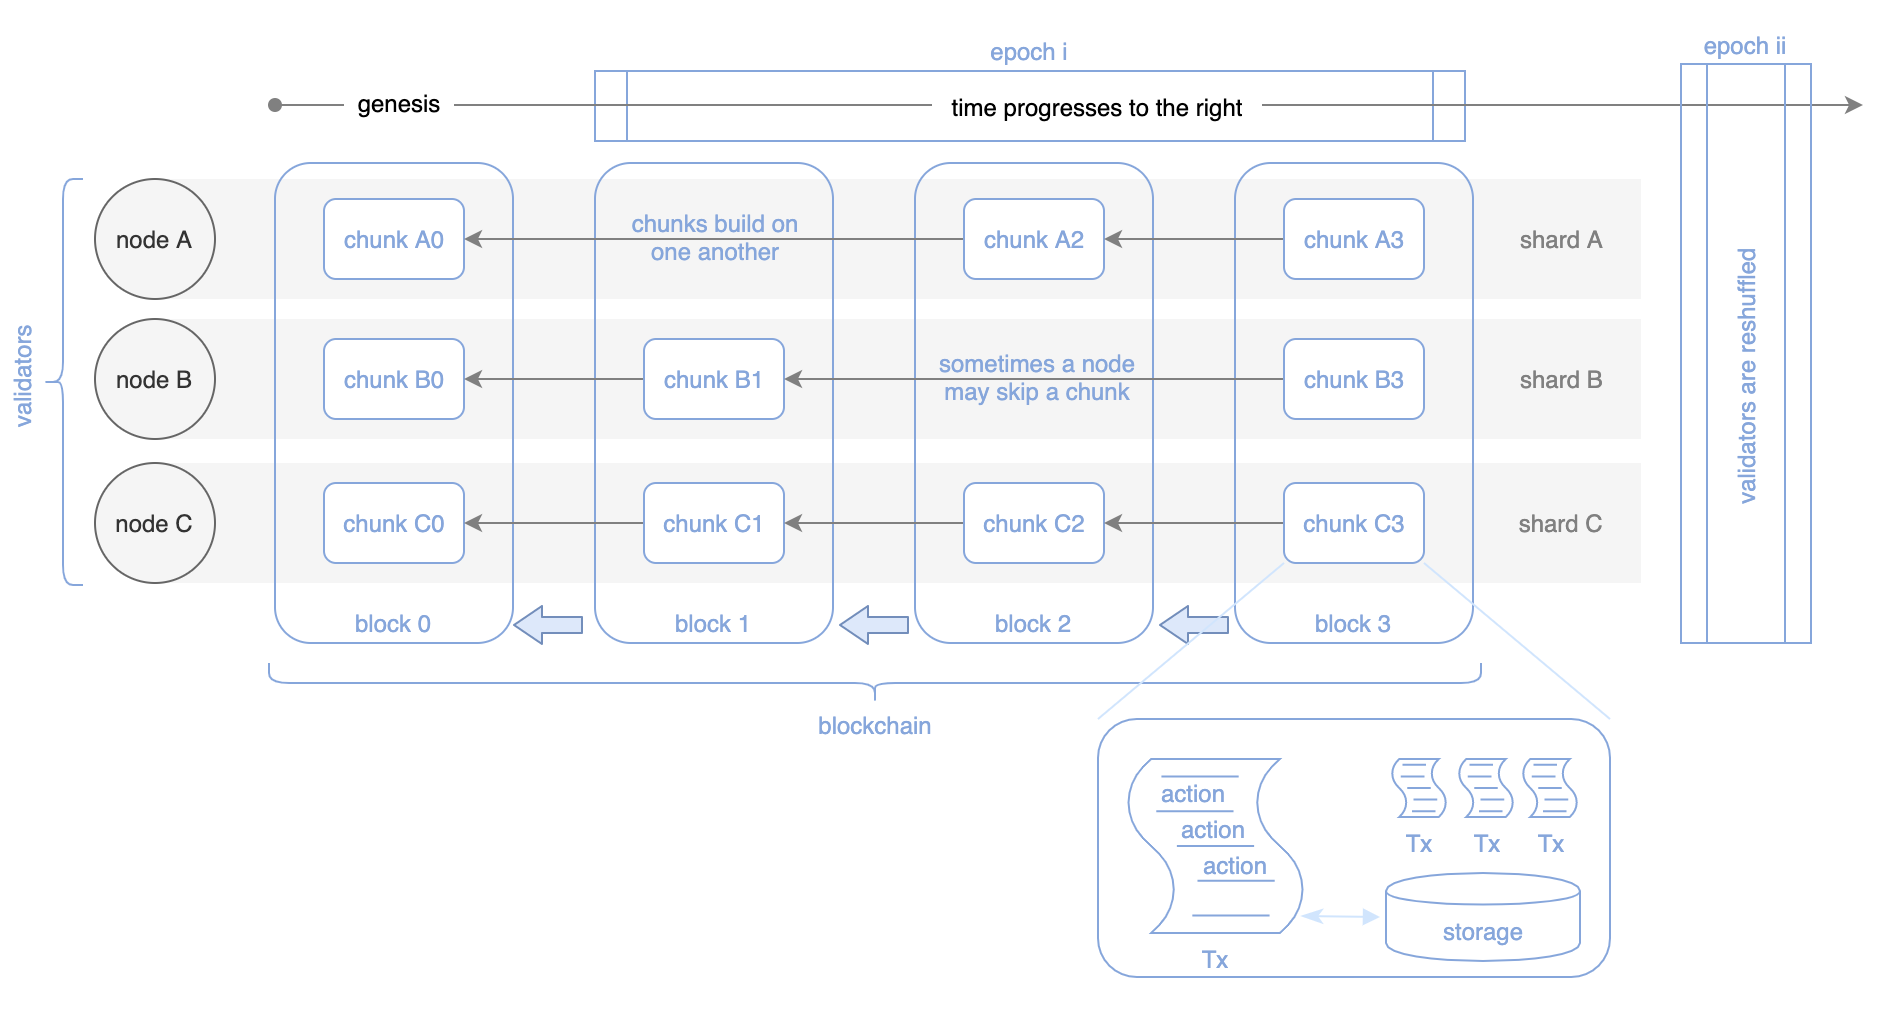 epoch i
epoch ii
genesis
time progresses to the right
validators
node A
chunk A0
chunks build on
one another
chunk A2
chunk A3
shard A
node B
chunk B0
chunk B1
sometimes a node
may skip a chunk
chunk B3
shard B
node C
chunk C0
chunk C1
chunk C2
chunk C3
shard C
validators are reshuffled
block 0
block 1
block 2
block 3
blockchain
action
action
action
Tx
Tx
Tx
Tx
storage